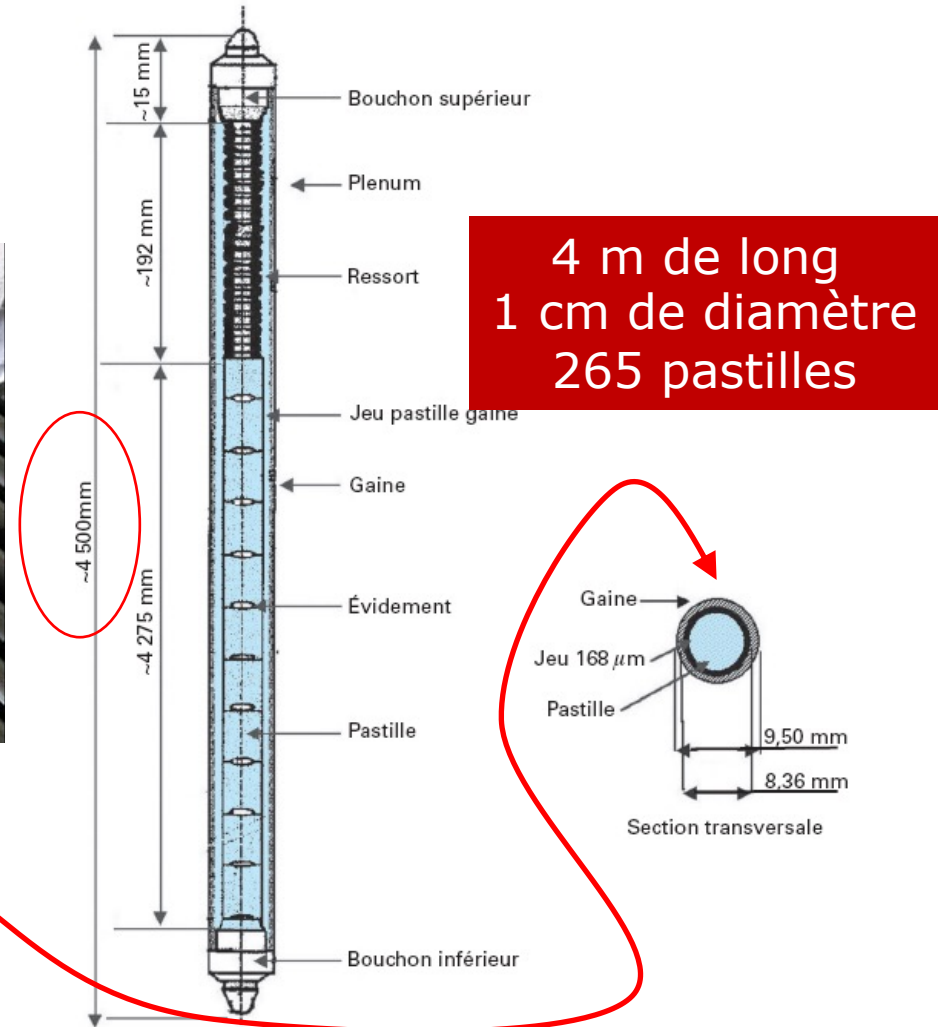 ~15 mm
Bouchon supérieur
Plenum
~192 mm
Ressort
4 m de long
1 cm de diamètre
265 pastilles
Jeu pastille gaine
Gaine
~4 500mm
~4 275 mm
Évidement
Pastille
Bouchon inférieur
Gaine
Jeu 168 μm
Pastille
9,50 mm
8,36 mm
Section transversale